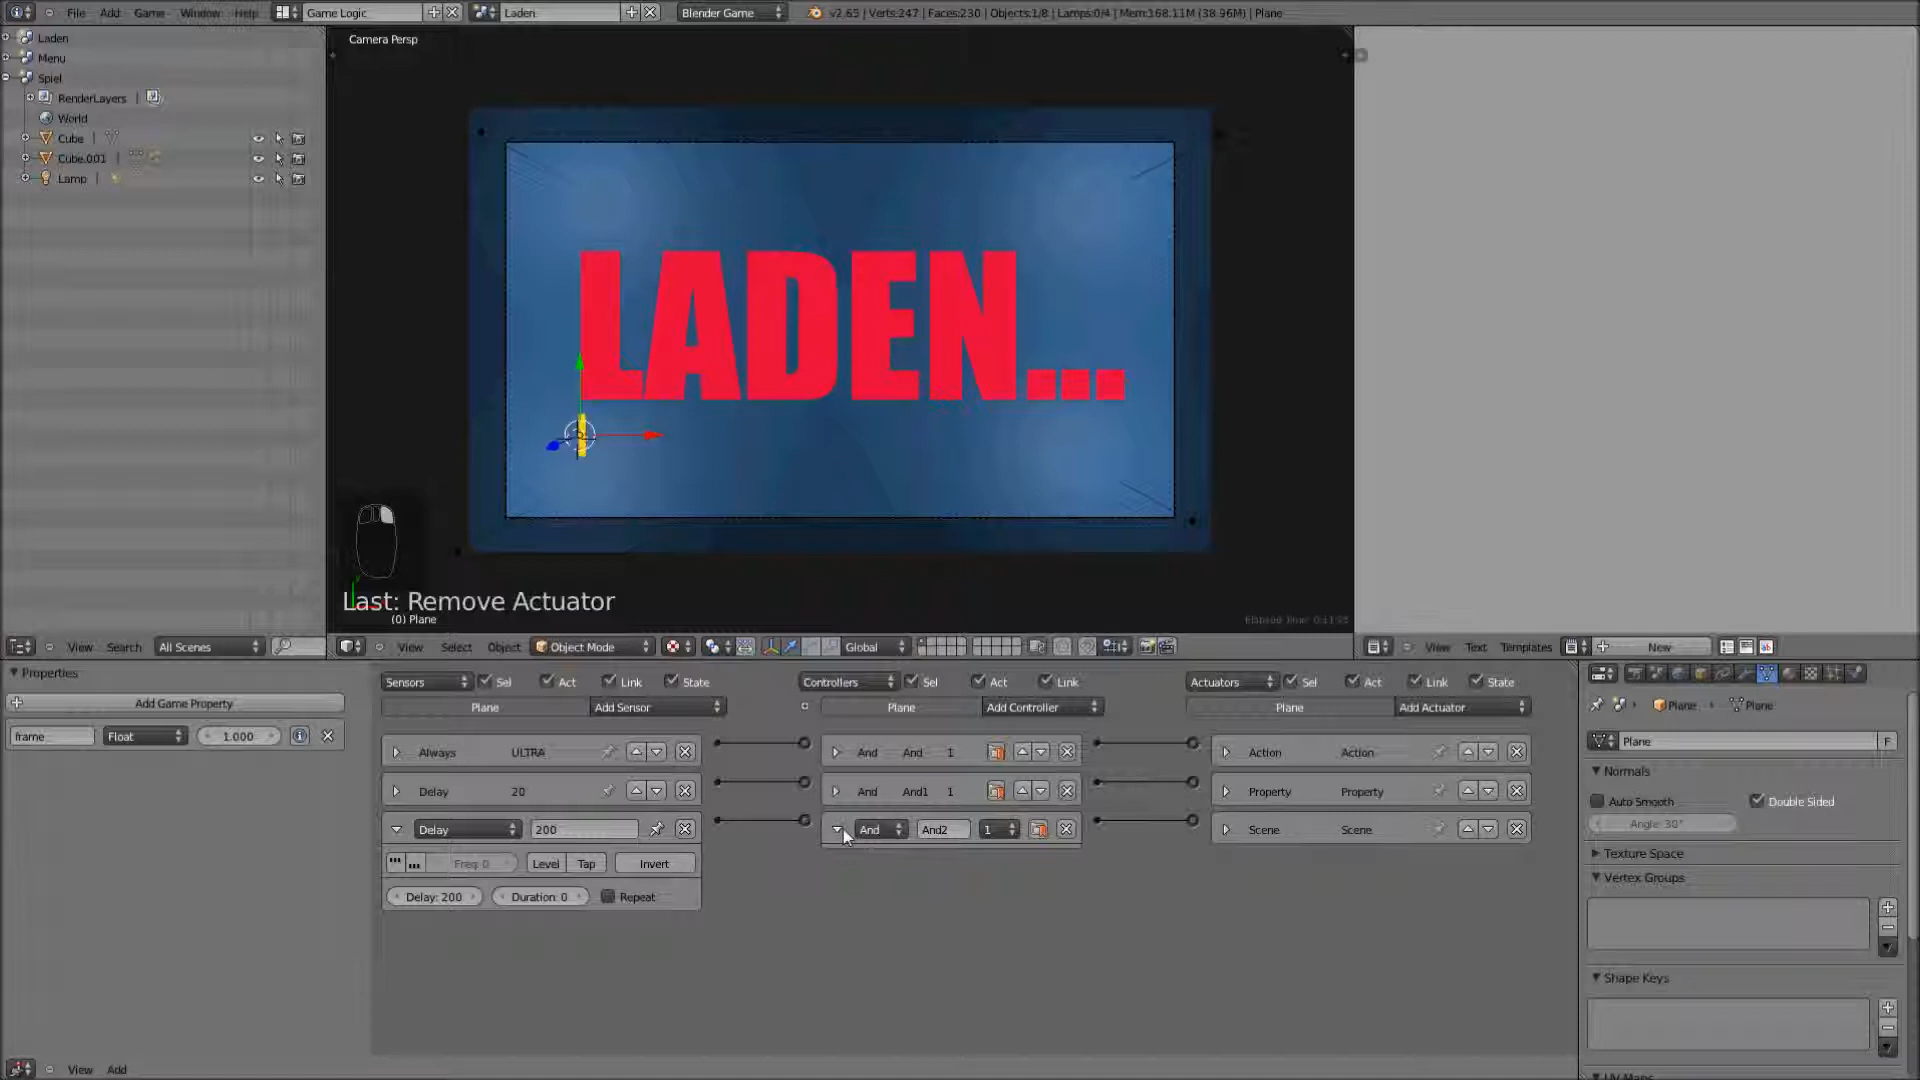 File Add Game Window Help Game Logic Laden Blender Game v2.65 | Verts:247 | Faces:230 | Objects:1/8 | Lamps:0/4 | Mem:168.11M (38.96M) | Plane
Laden
Menu
Spiel
RenderLayers |
World
Cube |
Cube.001 |
Lamp |
Camera Persp
LADEN...
Last: Remove Actuator
(0) Plane
View Search All Scenes
View Select Object Object Mode Global
View Text Templates New
Properties
Add Game Property
frame Float 1.000
Sensors Sel Act Link State
Plane Add Sensor
Always ULTRA
Delay 20
Delay 200
Freq: 0 Level Tap Invert
Delay: 200 Duration: 0 Repeat
Controllers Sel Act Link
Plane Add Controller
And And 1
And And1 1
And And2 1
Actuators Sel Act Link State
Plane Add Actuator
Action Action
Property Property
Scene Scene
Plane Plane
Plane F
Normals
Auto Smooth Double Sided
Angle: 30°
Texture Space
Vertex Groups
Shape Keys
UV Maps
View Add